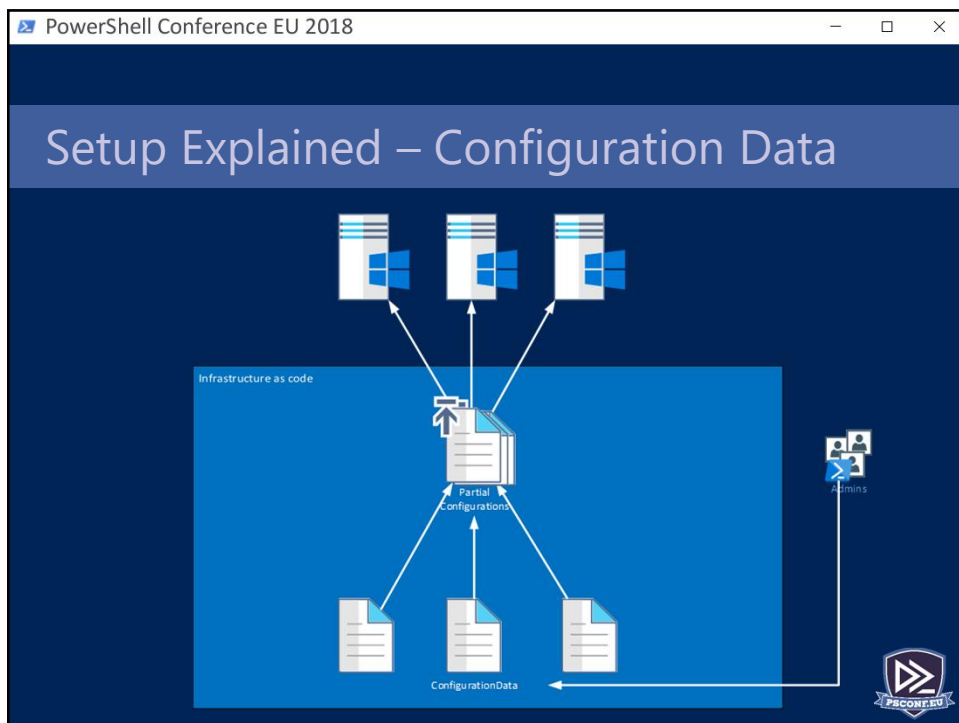 PowerShell Conference EU 2018
Setup Explained – Configuration Data
Infrastructure as code
Partial
Configurations
Admins
ConfigurationData
PSCONF.EU